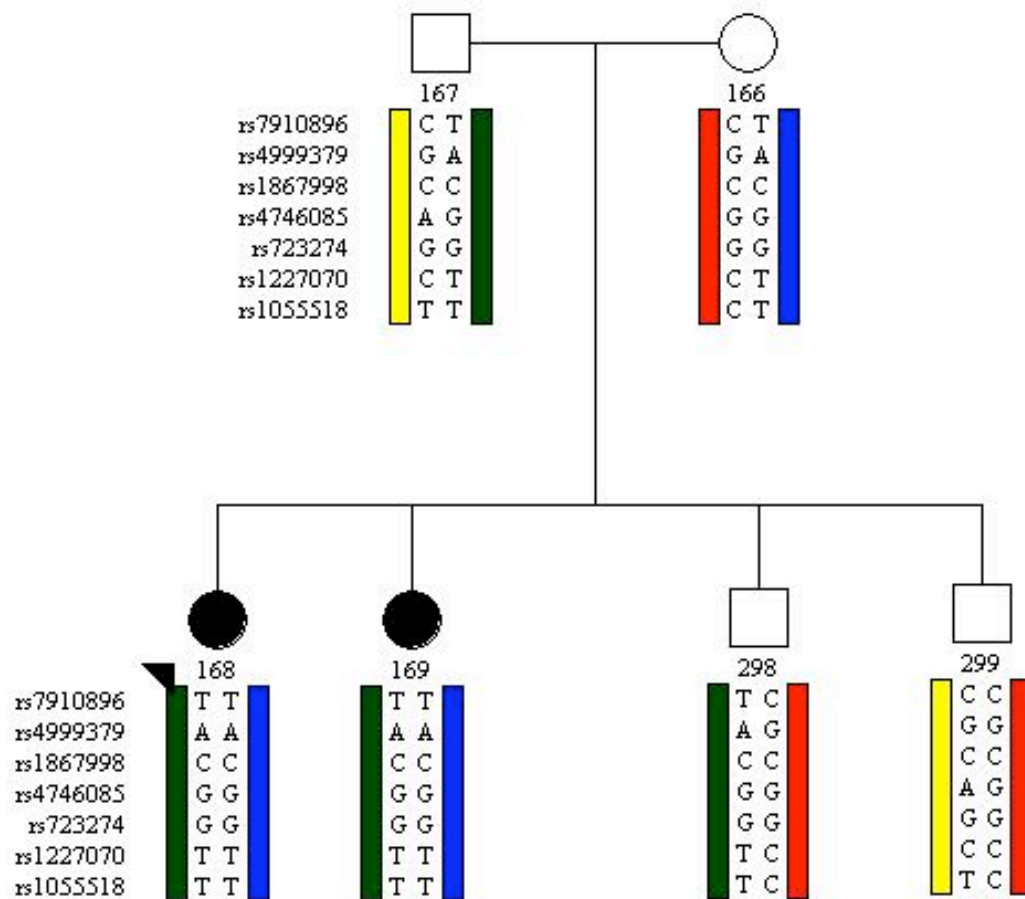 167 166
rs7910896 C T C T
rs4999379 G A G A
rs1867998 C C C C
rs4746085 A G G G
rs723274 G G G G
rs1227070 C T C T
rs1055518 T T C T
168 169 298 299
rs7910896 T T T T T C C C
rs4999379 A A A A A G G G
rs1867998 C C C C C C C C
rs4746085 G G G G G G A G
rs723274 G G G G G G G G
rs1227070 T T T T T C C C
rs1055518 T T T T T C T C